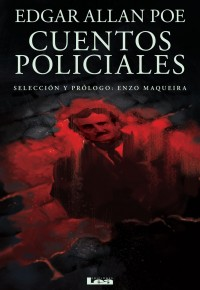 EDGAR ALLAN POE
CUENTOS
POLICIALES
SELECCIÓN Y PRÓLOGO: ENZO MAQUEIRA
Lea